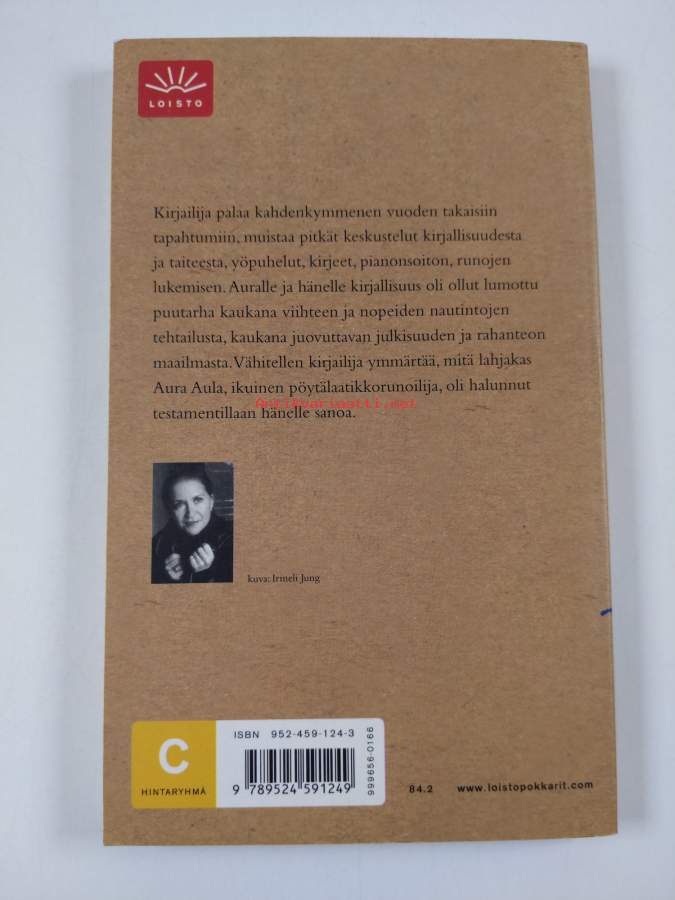 LOISTO
Kirjailija palaa kahdenkymmenen vuoden takaisiin
tapahtumiin, muistaa pitkät keskustelut kirjallisuudesta
ja taiteesta, yöpuhelut, kirjeet, pianonsoiton, runojen
lukemisen. Auralle ja hänelle kirjallisuus oli ollut lumottu
puutarha kaukana viihteen ja nopeiden nautintojen
tehtailusta, kaukana juovuttavan julkisuuden ja rahanteon
maailmasta. Vähitellen kirjailija ymmärtää, mitä lahjakas
Aura Aula, ikuinen pöytälaatikkorunoilija, oli halunnut
Antikvariaatti.net
testamentillaan hänelle sanoa.
kuva: Irmeli Jung
C
HINTARYHMÄ
ISBN 952-459-124-3
9 789524 591249
999656-0166
84.2 www.loistopokkarit.com